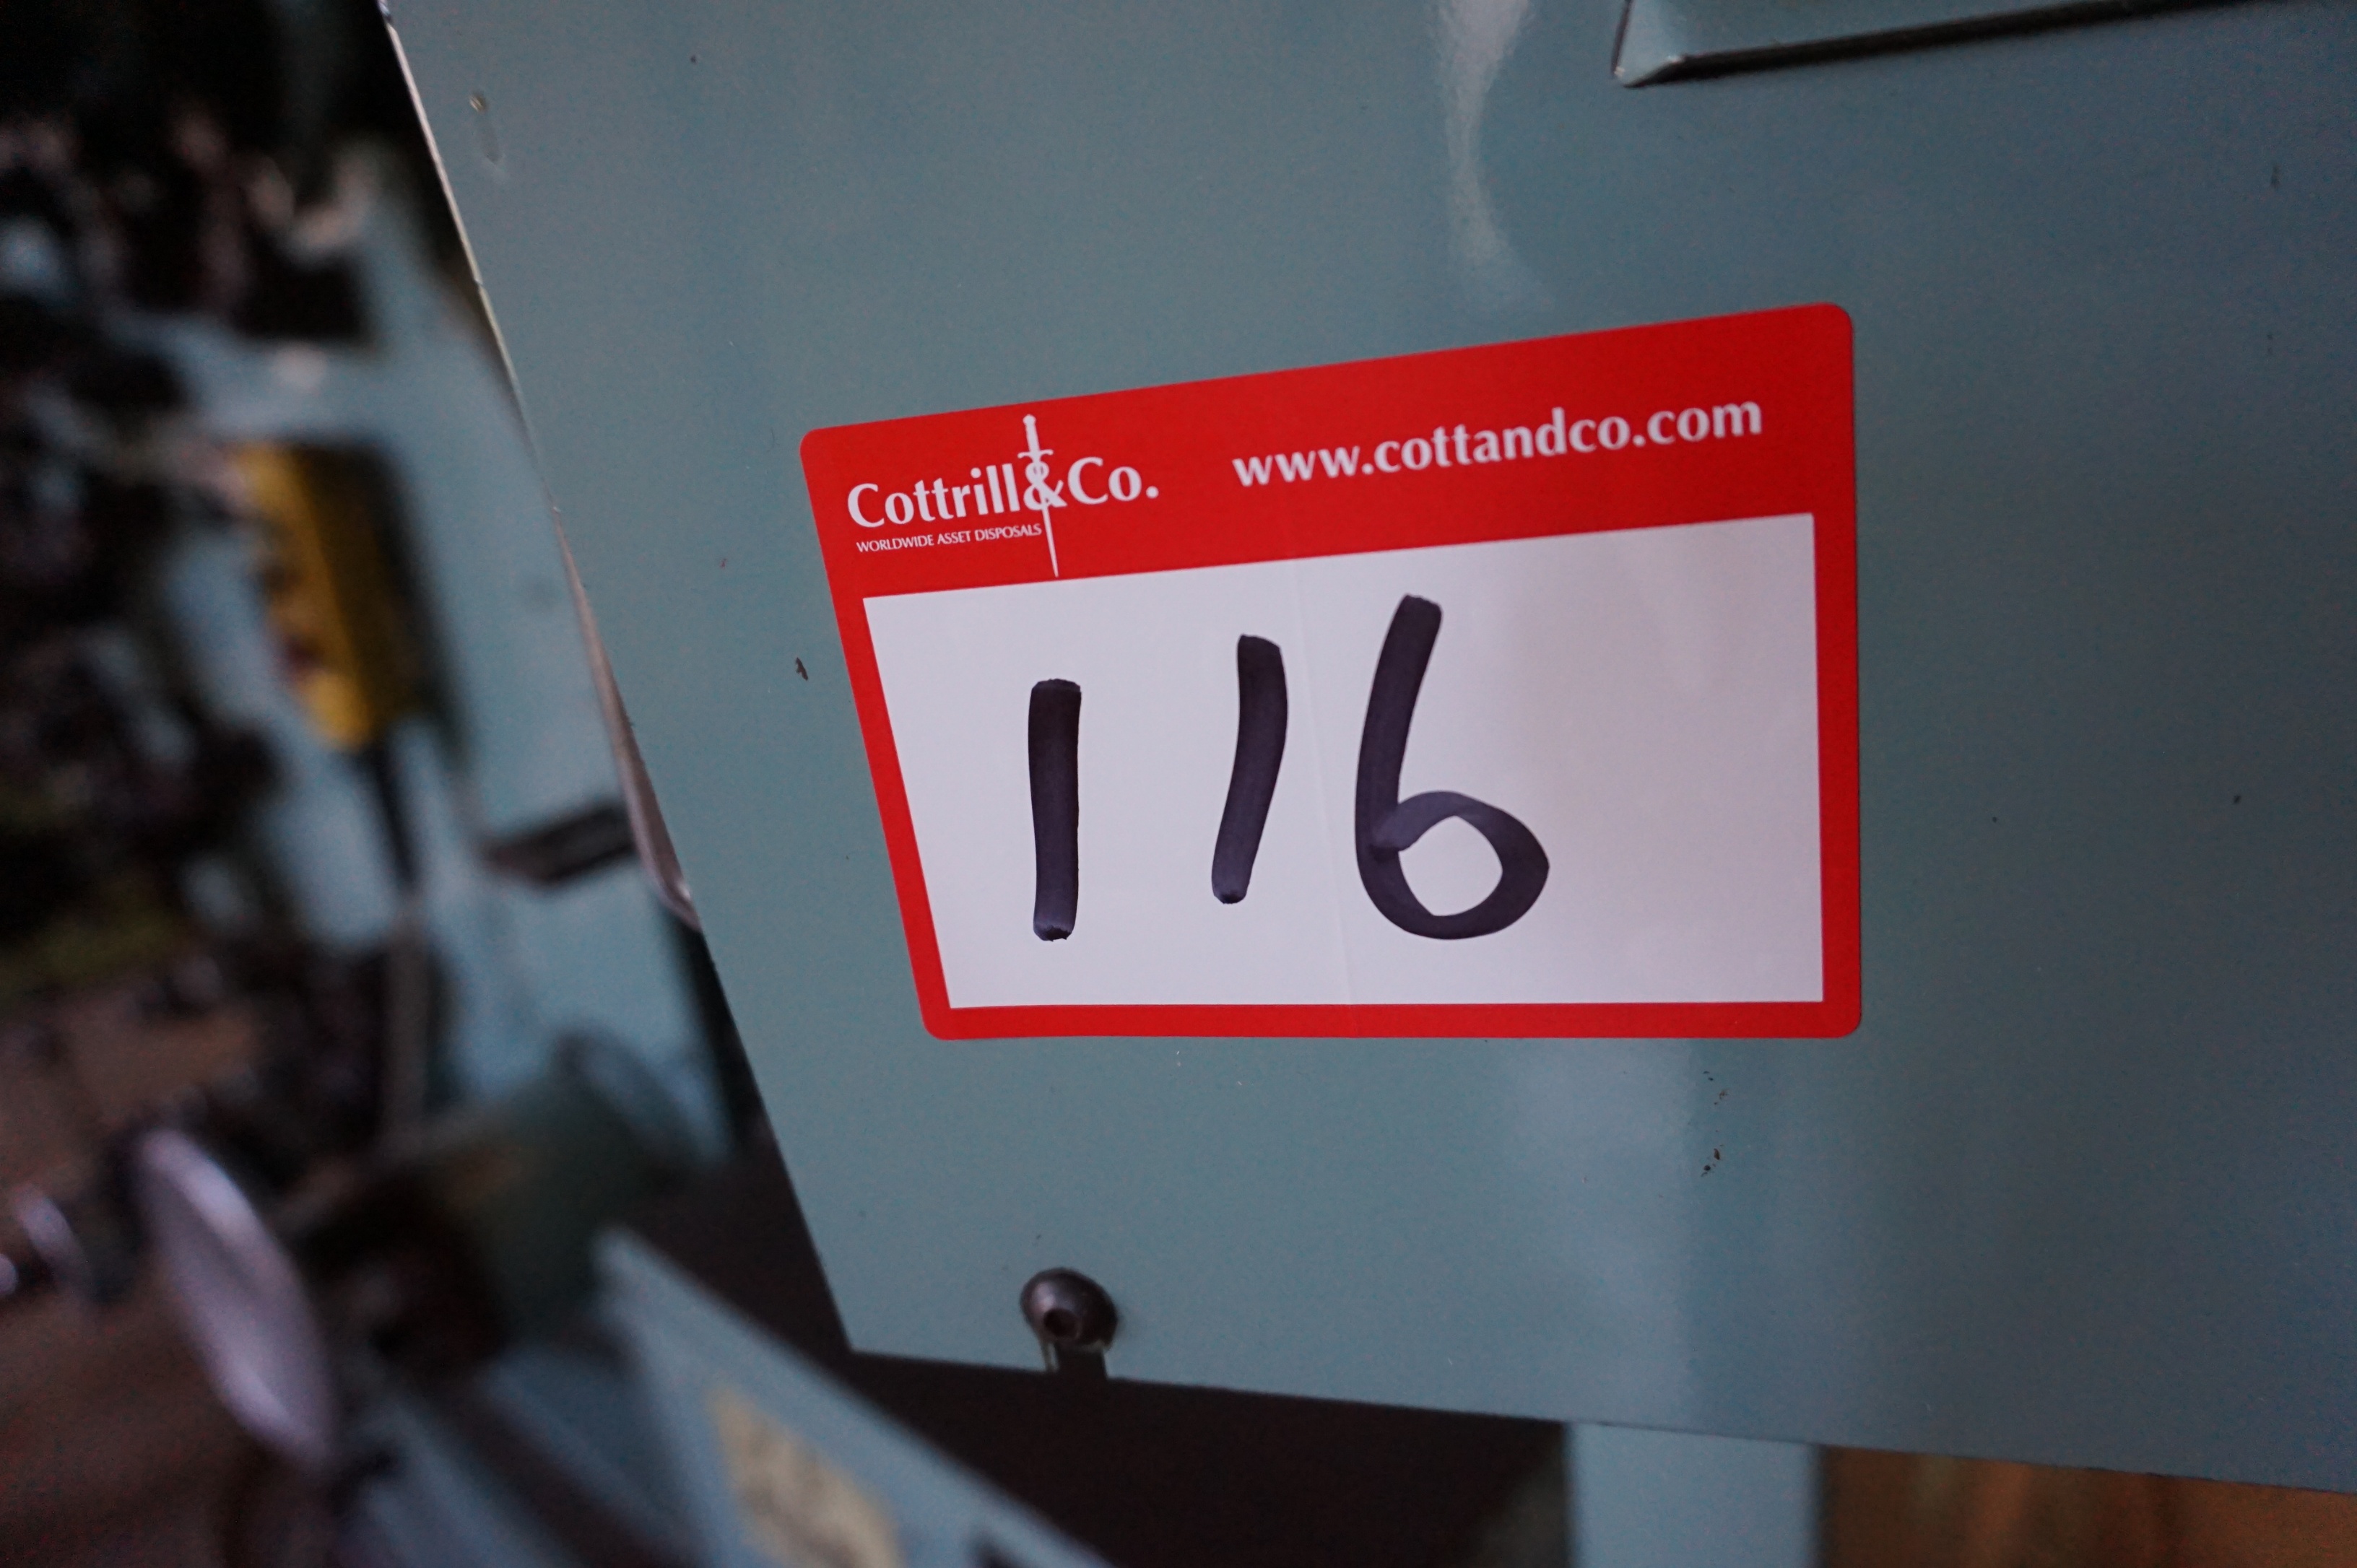 Cottrill&Co. www.cottandco.com
WORLDWIDE ASSET DISPOSALS
116